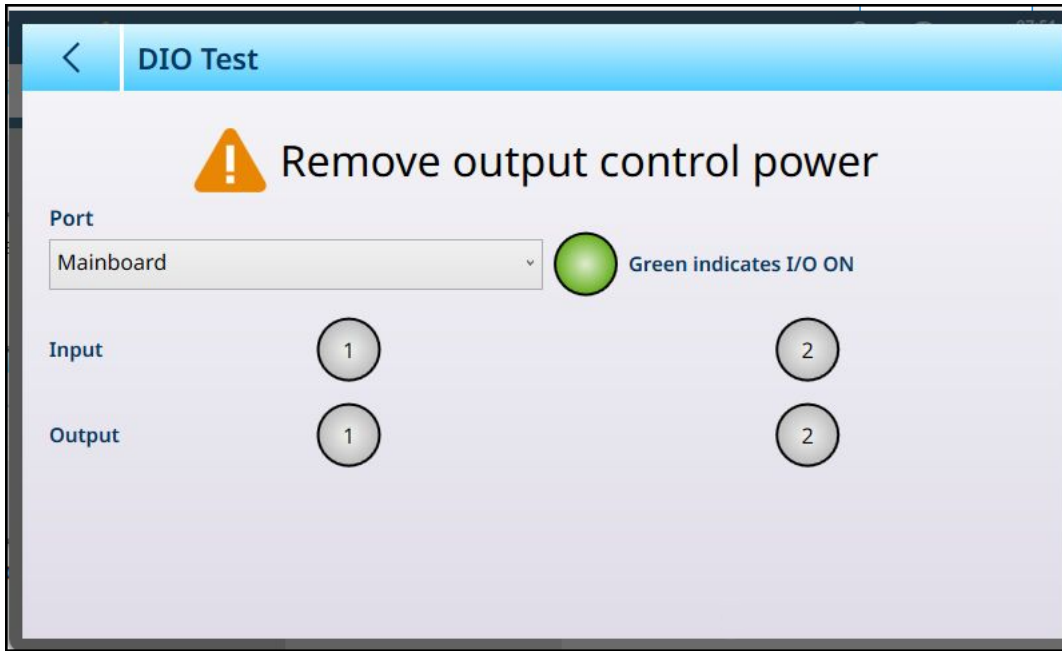 DIO Test
Remove output control power
Port
Mainboard
Green indicates I/O ON
Input
1
2
Output
1
2